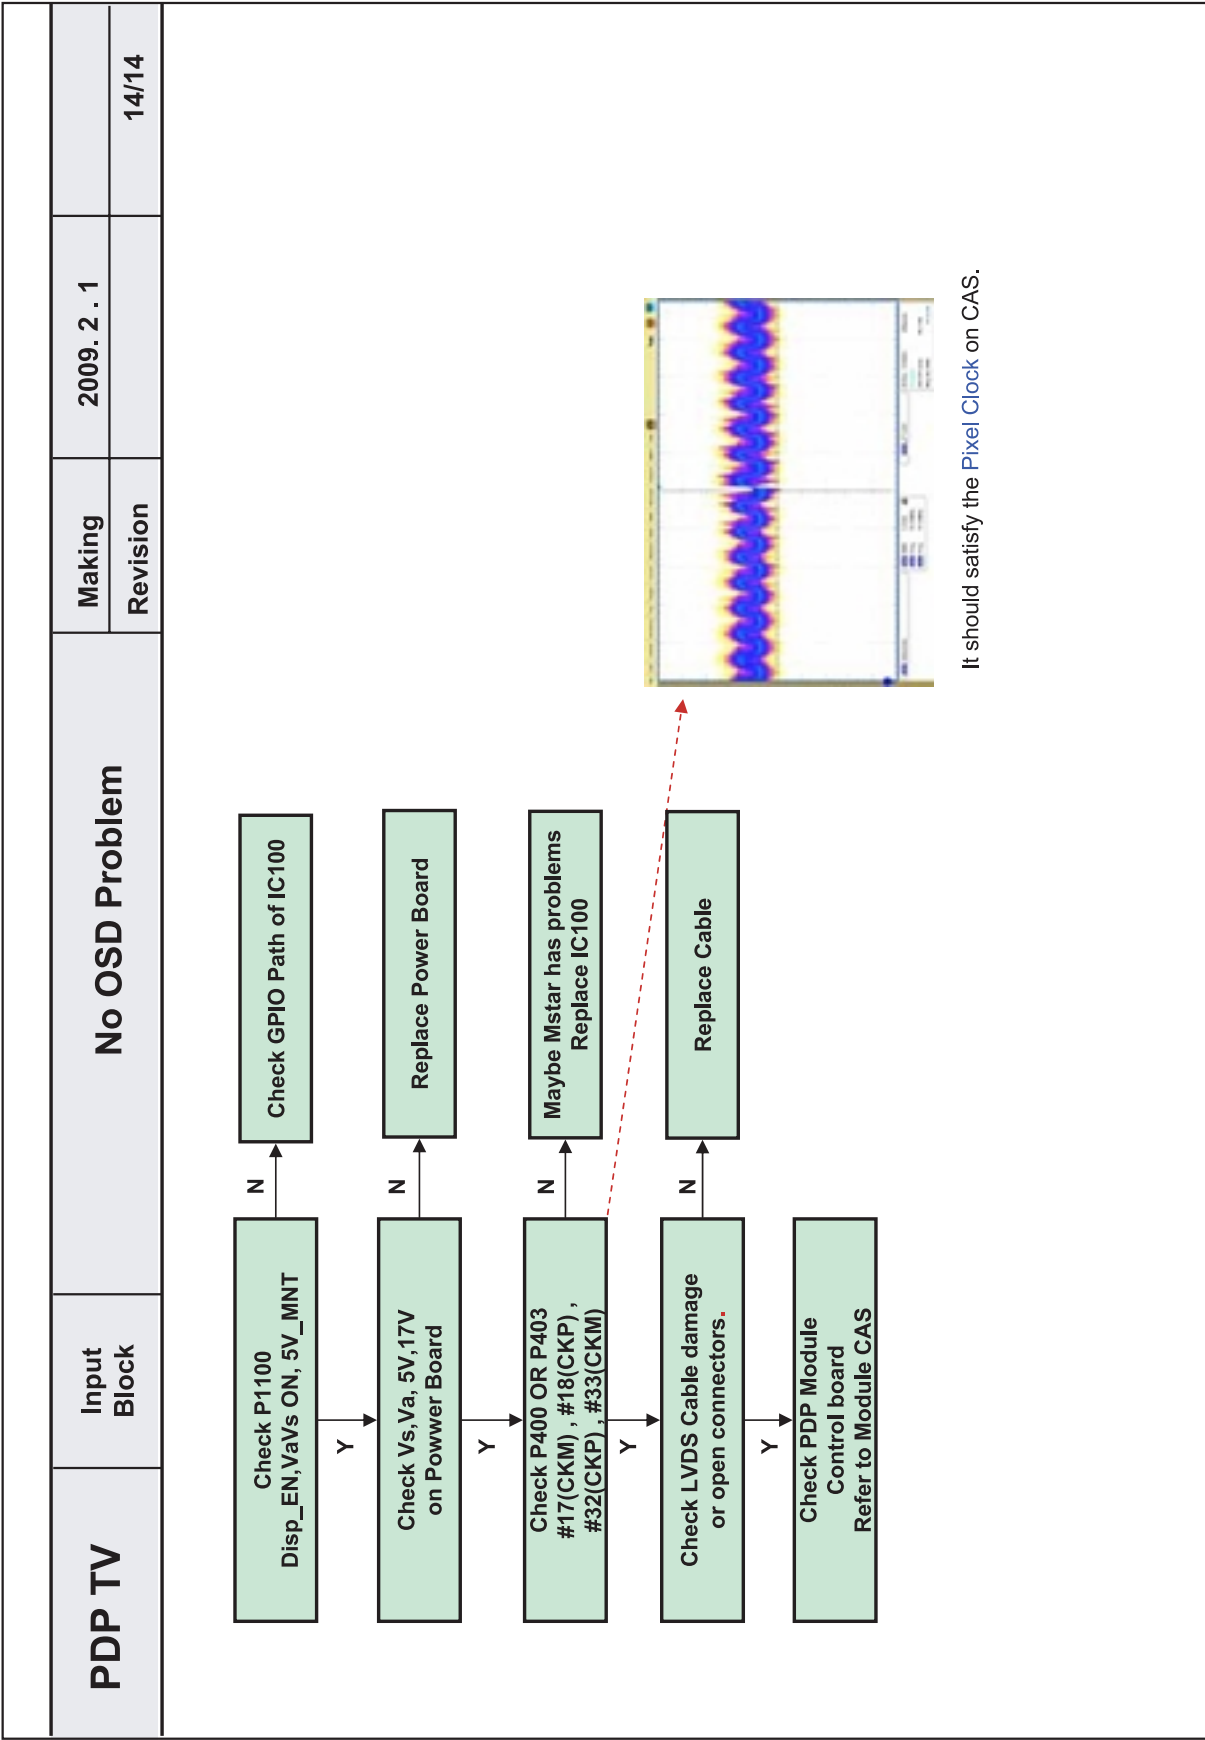 PDP TV
Input
Block
No OSD Problem
Making
2009. 2 . 1
Revision
14/14
Check P1100
Disp_EN,VaVs ON, 5V_MNT
N
Check GPIO Path of IC100
Y
Check Vs,Va, 5V,17V
on Powwer Board
N
Replace Power Board
Y
Check P400 OR P403
#17(CKM) , #18(CKP) ,
#32(CKP) , #33(CKM)
N
Maybe Mstar has problems
Replace IC100
Y
Check LVDS Cable damage
or open connectors.
N
Replace Cable
Y
Check PDP Module
Control board
Refer to Module CAS
It should satisfy the Pixel Clock on CAS.